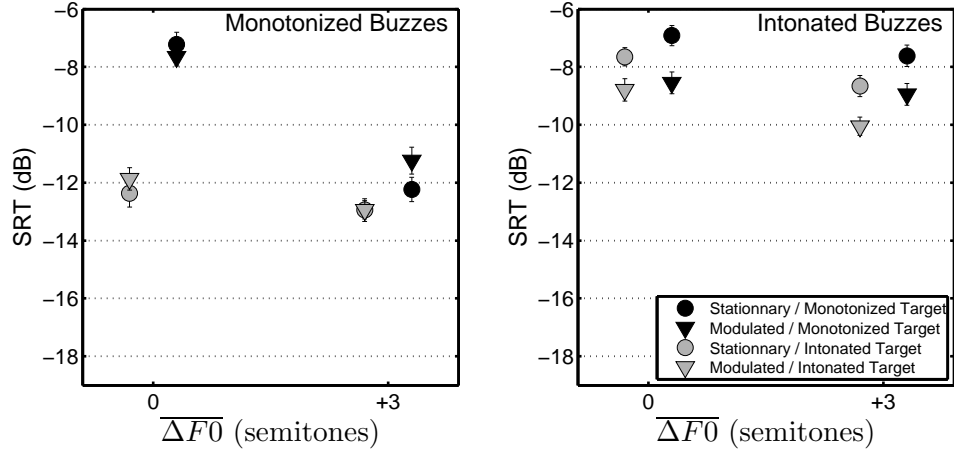 Monotonized Buzzes
−6
−8
−10
−12
−14
−16
−18
SRT (dB)
0
+3
ΔF0 (semitones)
Intonated Buzzes
−6
−8
−10
−12
−14
−16
−18
SRT (dB)
Stationnary / Monotonized Target
Modulated / Monotonized Target
Stationnary / Intonated Target
Modulated / Intonated Target
0
+3
ΔF0 (semitones)